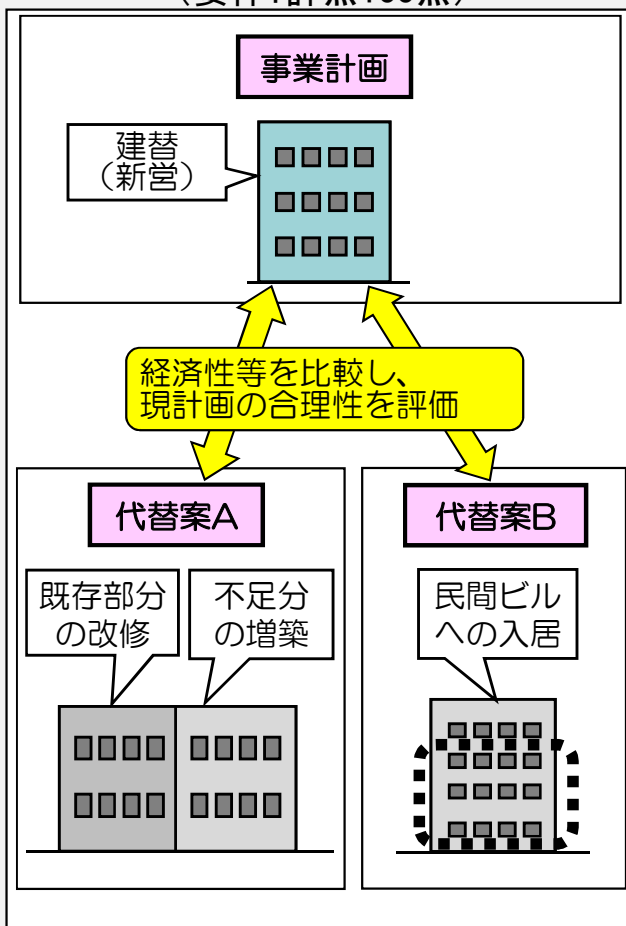 事業計画
建替
(新営)
経済性等を比較し、
現計画の合理性を評価
代替案A
代替案B
既存部分
の改修
不足分
の増築
民間ビル
への入居